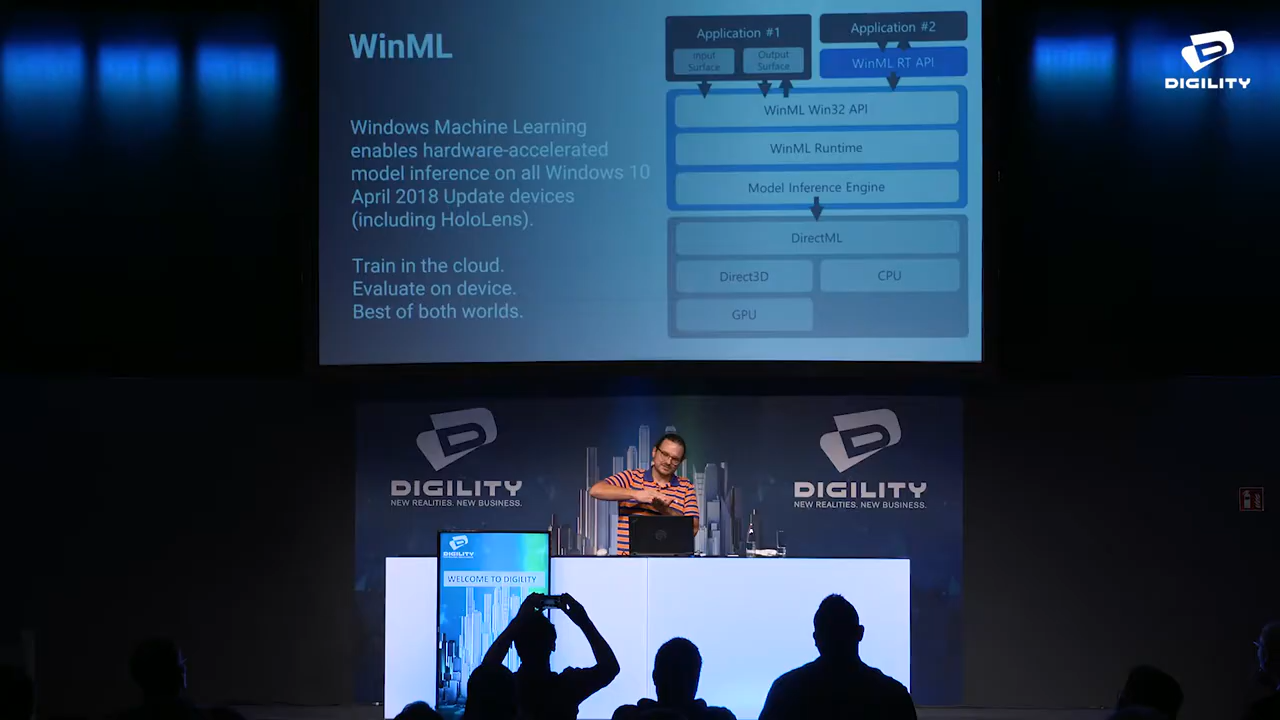 WinML
Windows Machine Learning
enables hardware-accelerated
model inference on all Windows 10
April 2018 Update devices
(including HoloLens).
Train in the cloud.
Evaluate on device.
Best of both worlds.
Application #1
Input
Surface
Output
Surface
Application #2
WinML RT API
WinML Win32 API
WinML Runtime
Model Inference Engine
DirectML
Direct3D
CPU
GPU
DIGILITY
DIGILITY
NEW REALITIES. NEW BUSINESS.
DIGILITY
NEW REALITIES. NEW BUSINESS.
DIGILITY
WELCOME TO DIGILITY